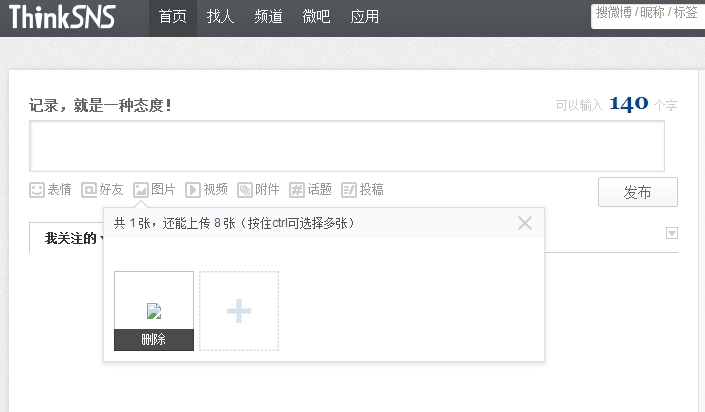 ThinkSNS 首页 找人 频道 微吧 应用 搜微博 / 昵称 / 标签
记录，就是一种态度！ 可以输入 140 个字
表情 好友 图片 视频 附件 话题 投稿 发布
共 1 张，还能上传 8 张（按住ctrl可选择多张）
我关注的
删除